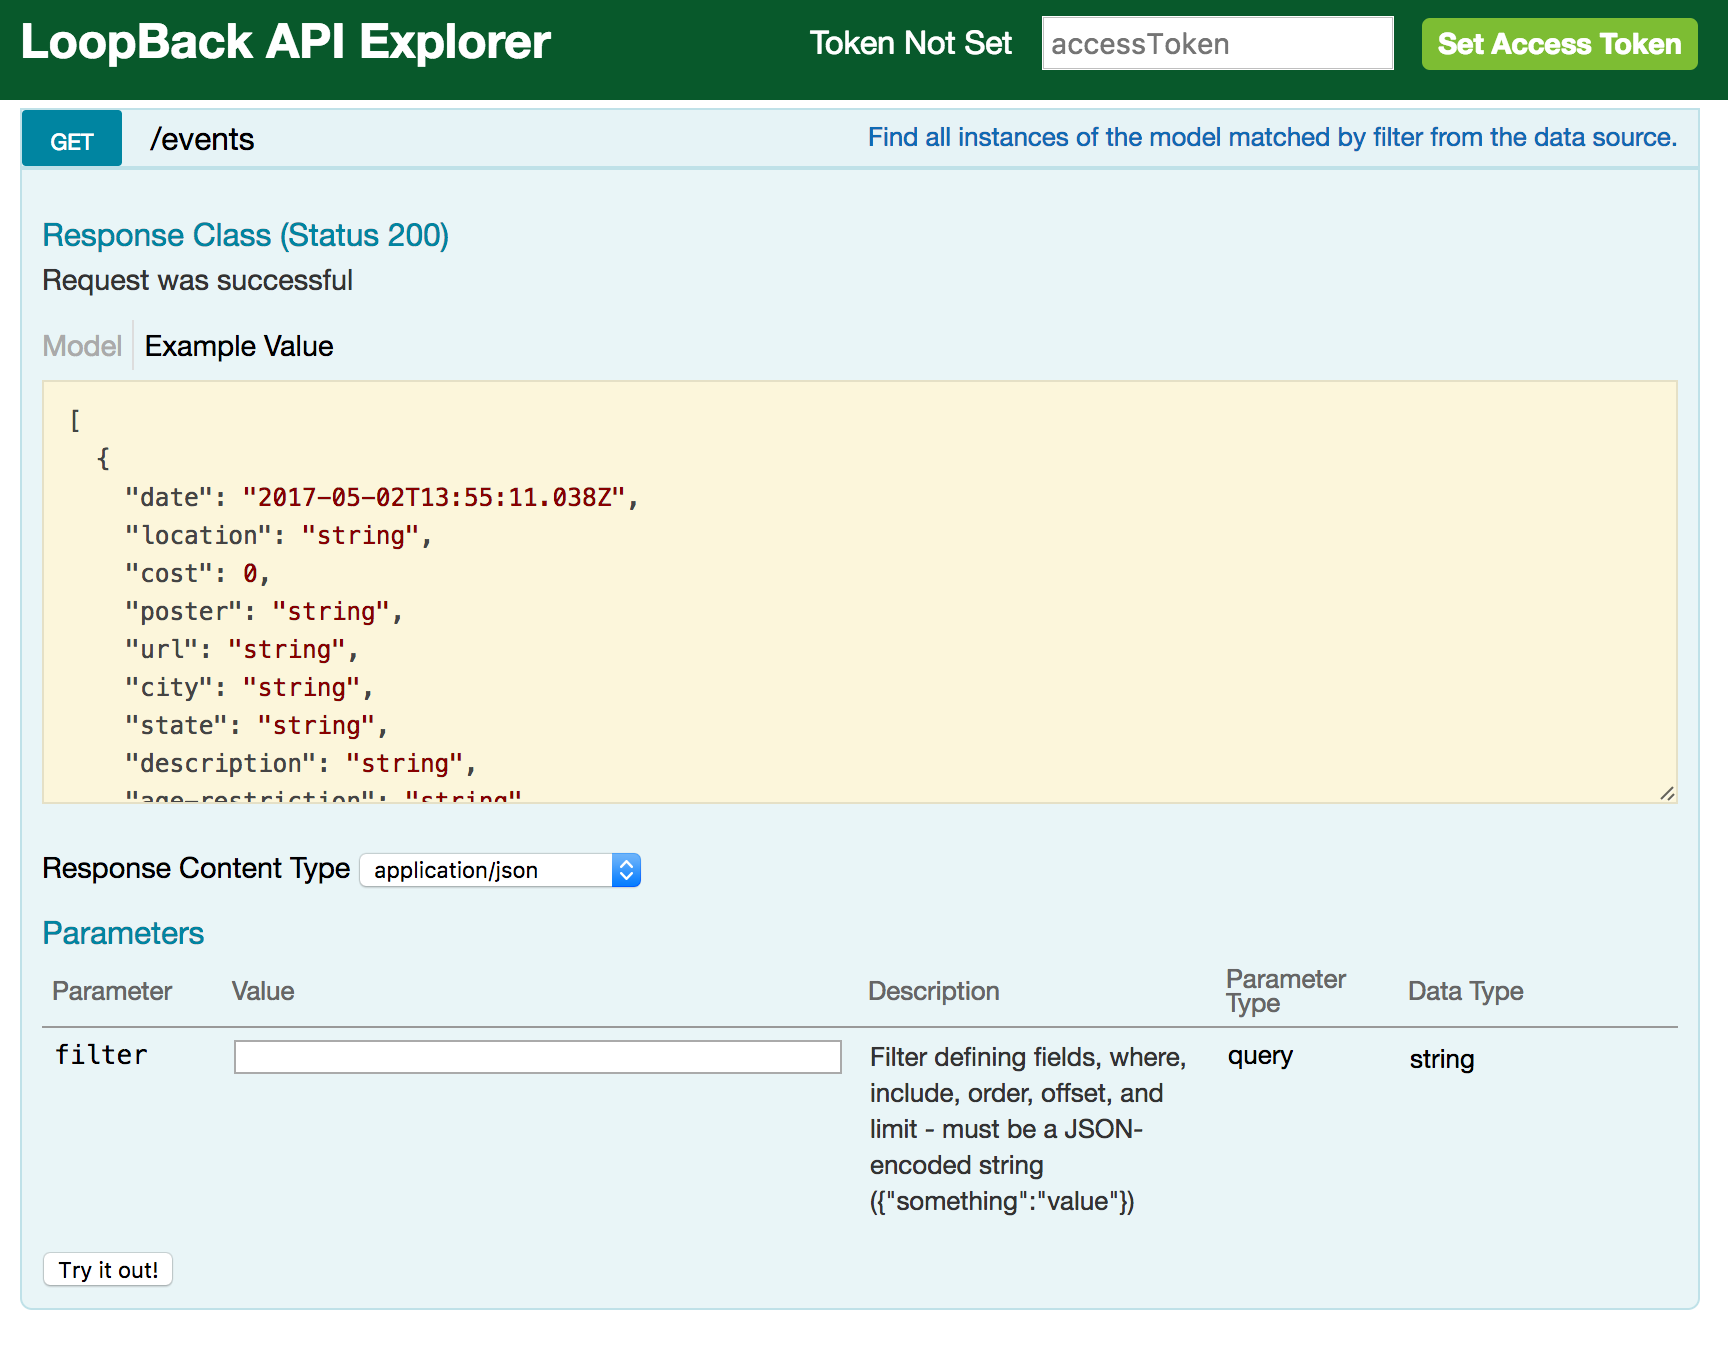 LoopBack API Explorer
Token Not Set
accessToken
Set Access Token
GET
/events
Find all instances of the model matched by filter from the data source.
Response Class (Status 200)
Request was successful
Model
Example Value
[
{
"date": "2017-05-02T13:55:11.038Z",
"location": "string",
"cost": 0,
"poster": "string",
"url": "string",
"city": "string",
"state": "string",
"description": "string",
"age-restriction": "string"
Response Content Type
application/json
Parameters
Parameter
Value
Description
Parameter
Type
Data Type
filter
Filter defining fields, where,
include, order, offset, and
limit - must be a JSON-
encoded string
({"something":"value"})
query
string
Try it out!